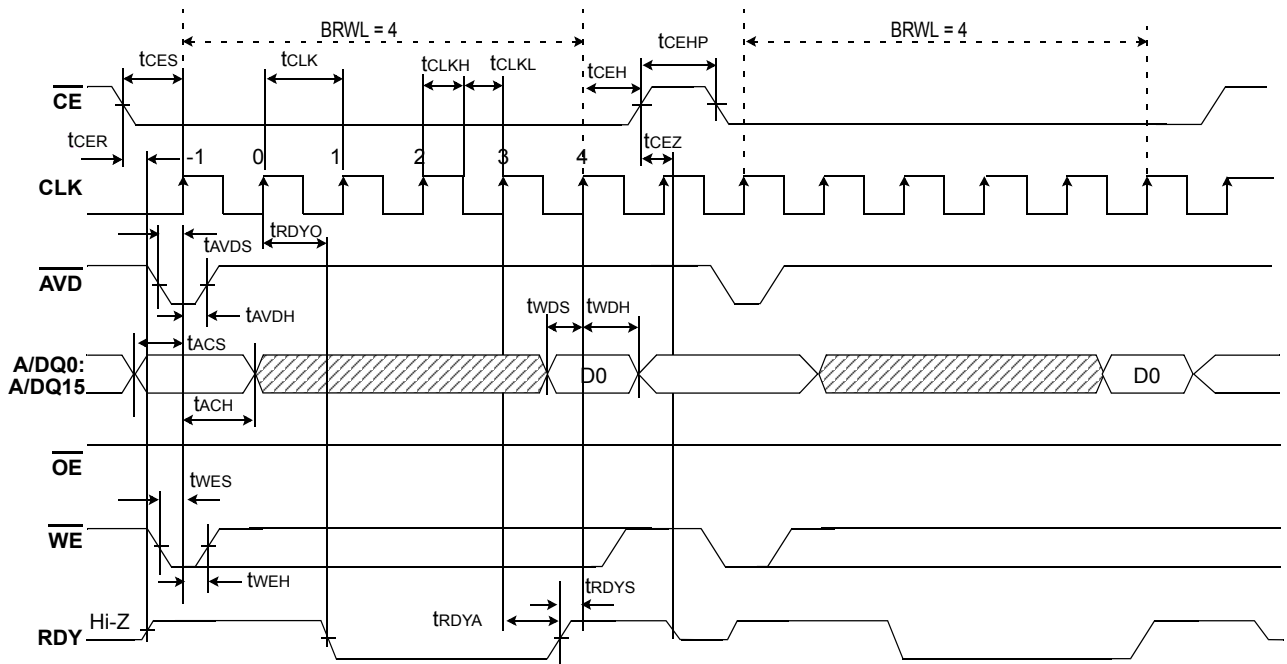 BRWL = 4 BRWL = 4
tCES tCLK tCLKH tCLKL tCEH tCEHP
CE
tCER tCEZ
-1 0 1 2 3 4
CLK
tRDYO
tAVDS
AVD
tAVDH tWDS tWDH
tACS
A/DQ0:
A/DQ15 D0 D0
tACH
OE
tWES
WE
tWEH tRDYS
Hi-Z tRDYA
RDY